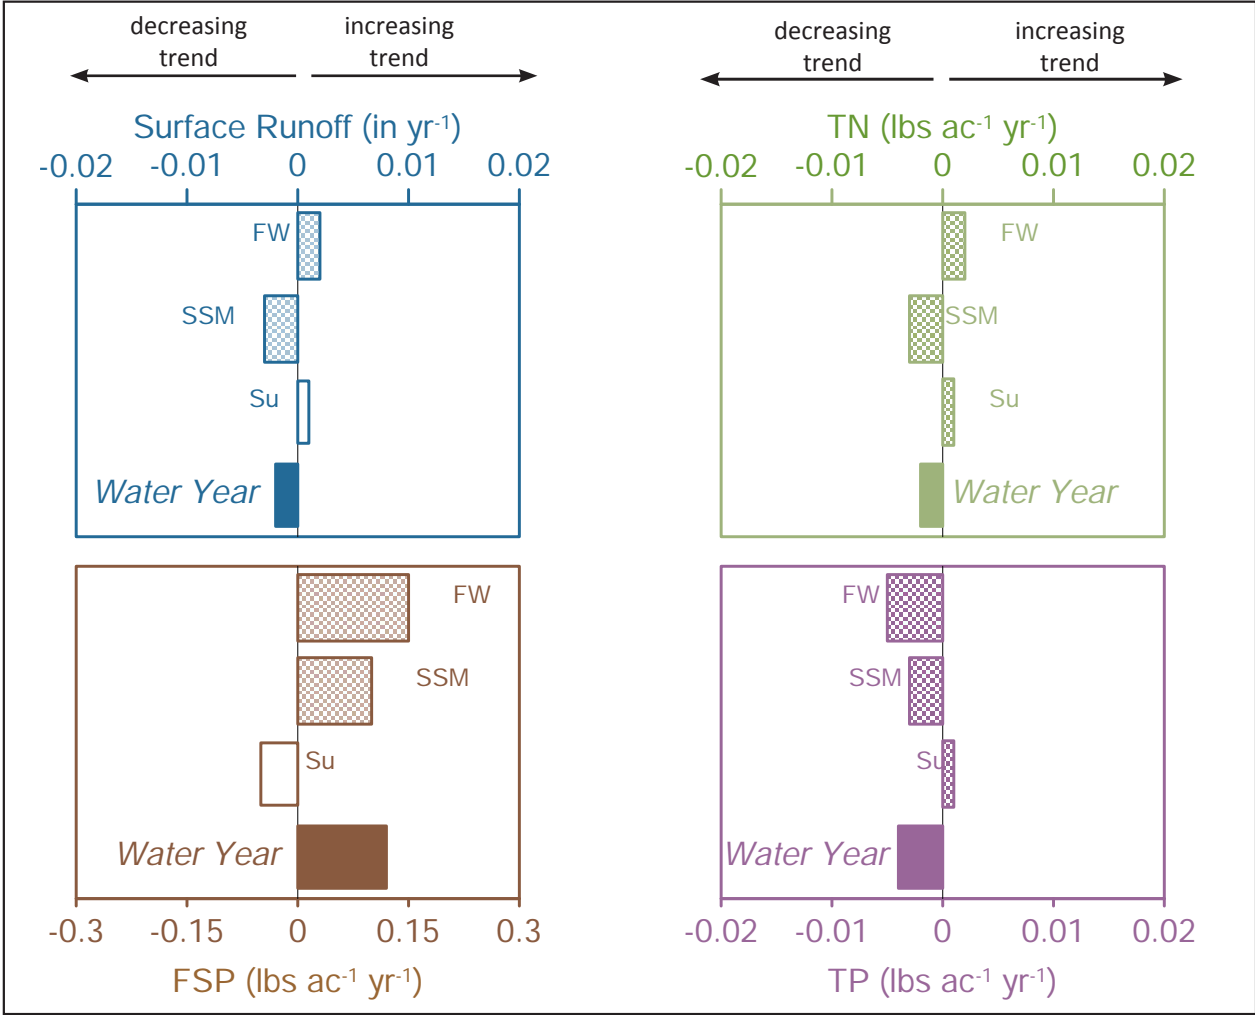 decreasing
trend
increasing
trend
decreasing
trend
increasing
trend
Surface Runoff (in yr⁻¹)
-0.02 -0.01 0 0.01 0.02
FW
SSM
Su
Water Year
TN (lbs ac⁻¹ yr⁻¹)
-0.02 -0.01 0 0.01 0.02
FW
SSM
Su
Water Year
FW
SSM
Su
Water Year
-0.3 -0.15 0 0.15 0.3
FSP (lbs ac⁻¹ yr⁻¹)
FW
SSM
Su
Water Year
-0.02 -0.01 0 0.01 0.02
TP (lbs ac⁻¹ yr⁻¹)